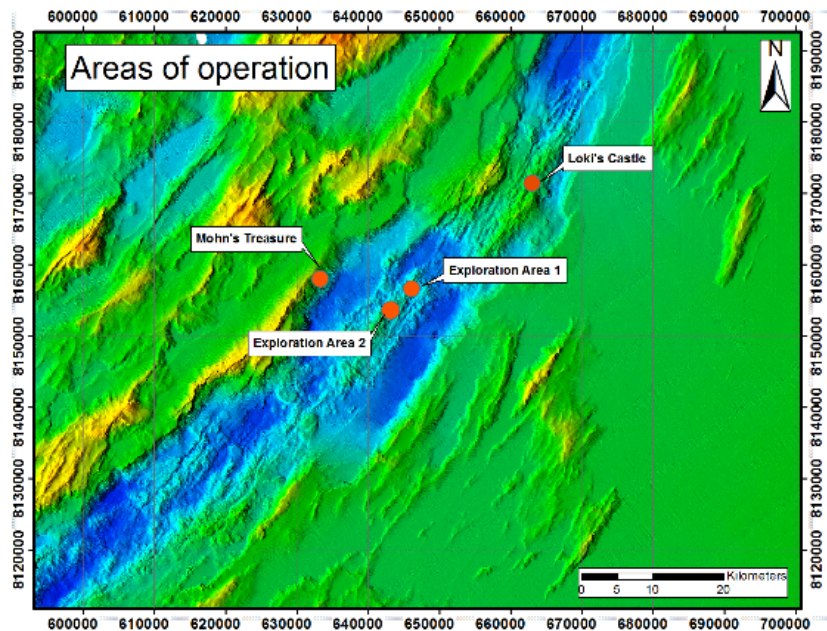 600000 610000 620000 630000 640000 650000 660000 670000 680000 690000 700000
Areas of operation
N
Loki's Castle
Mohn's Treasure
Exploration Area 1
Exploration Area 2
8190000
8180000
8170000
8160000
8150000
8140000
8130000
8120000
8190000
8180000
8170000
8160000
8150000
8140000
8130000
8120000
Kilometers
0 5 10 20
600000 610000 620000 630000 640000 650000 660000 670000 680000 690000 700000